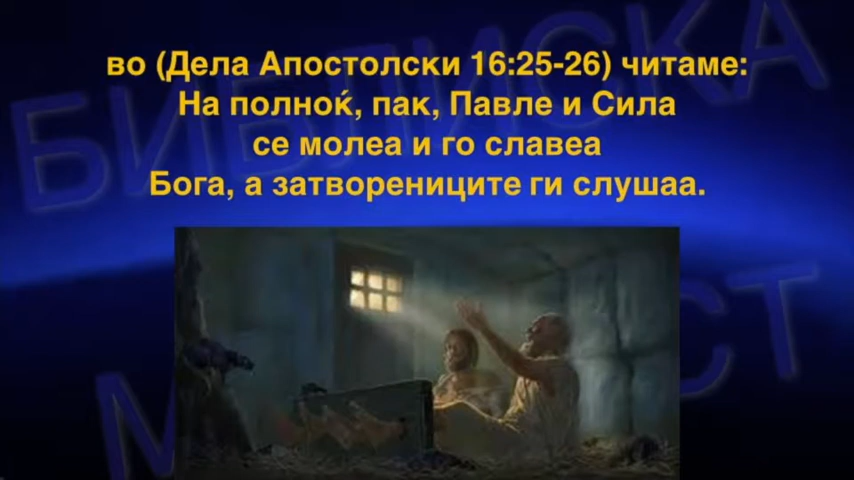 во (Дела Апостолски 16:25-26) читаме:
На полноќ, пак, Павле и Сила
се молеа и го славеа
Бога, а затворениците ги слушаа.
БИБЛИСКА